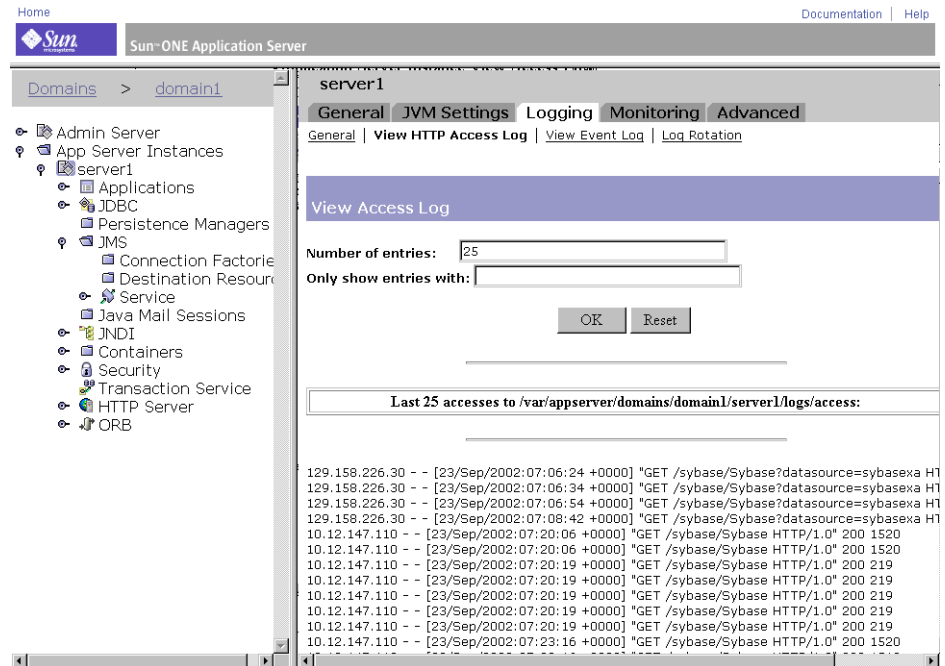 Home
Documentation | Help
Sun
microsystems
Sun™ ONE Application Server
Domains > domain1
Admin Server
App Server Instances
server1
Applications
JDBC
Persistence Managers
JMS
Connection Factorie
Destination Resour
Service
Java Mail Sessions
JNDI
Containers
Security
Transaction Service
HTTP Server
ORB
server1
General JVM Settings Logging Monitoring Advanced
General | View HTTP Access Log | View Event Log | Log Rotation
View Access Log
Number of entries: 25
Only show entries with:
OK Reset
Last 25 accesses to /var/appserver/domains/domain1/server1/logs/access:
129.158.226.30 - - [23/Sep/2002:07:06:24 +0000] "GET /sybase/Sybase?datasource=sybasexa HT
129.158.226.30 - - [23/Sep/2002:07:06:34 +0000] "GET /sybase/Sybase?datasource=sybasexa HT
129.158.226.30 - - [23/Sep/2002:07:06:54 +0000] "GET /sybase/Sybase?datasource=sybasexa HT
129.158.226.30 - - [23/Sep/2002:07:08:42 +0000] "GET /sybase/Sybase?datasource=sybasexa HT
10.12.147.110 - - [23/Sep/2002:07:20:06 +0000] "GET /sybase/Sybase HTTP/1.0" 200 1520
10.12.147.110 - - [23/Sep/2002:07:20:06 +0000] "GET /sybase/Sybase HTTP/1.0" 200 1520
10.12.147.110 - - [23/Sep/2002:07:20:19 +0000] "GET /sybase/Sybase HTTP/1.0" 200 219
10.12.147.110 - - [23/Sep/2002:07:20:19 +0000] "GET /sybase/Sybase HTTP/1.0" 200 219
10.12.147.110 - - [23/Sep/2002:07:20:19 +0000] "GET /sybase/Sybase HTTP/1.0" 200 219
10.12.147.110 - - [23/Sep/2002:07:20:19 +0000] "GET /sybase/Sybase HTTP/1.0" 200 219
10.12.147.110 - - [23/Sep/2002:07:20:19 +0000] "GET /sybase/Sybase HTTP/1.0" 200 219
10.12.147.110 - - [23/Sep/2002:07:23:16 +0000] "GET /sybase/Sybase HTTP/1.0" 200 1520